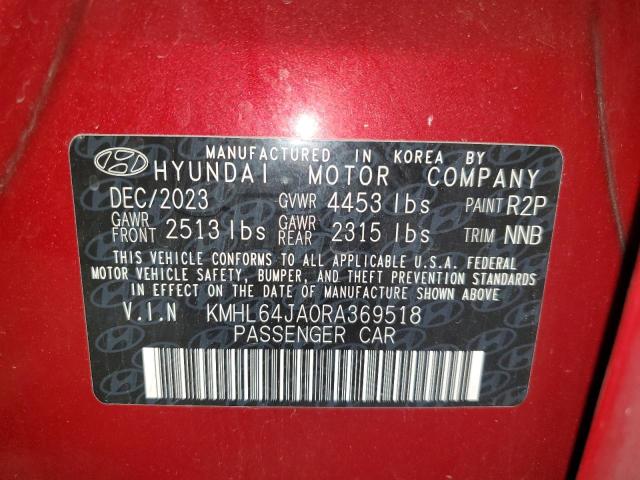 MANUFACTURED IN KOREA BY
HYUNDAI MOTOR COMPANY
DEC/2023 GVWR 4453 lbs PAINT R2P
GAWR FRONT 2513 lbs GAWR REAR 2315 lbs TRIM NNB
THIS VEHICLE CONFORMS TO ALL APPLICABLE U.S.A. FEDERAL
MOTOR VEHICLE SAFETY, BUMPER, AND THEFT PREVENTION STANDARDS
IN EFFECT ON THE DATE OF MANUFACTURE SHOWN ABOVE.
V.I.N KMHL64JA0RA369518
PASSENGER CAR